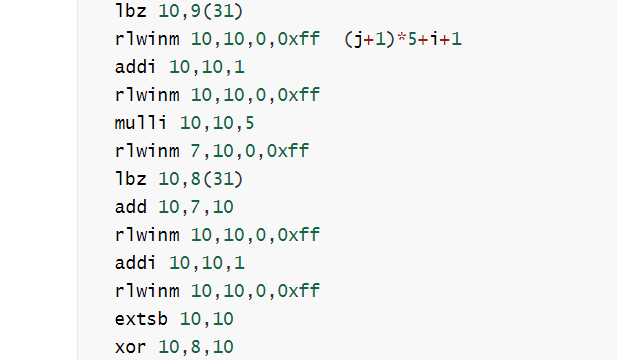 lbz 10,9(31)
rlwinm 10,10,0,0xff  (j+1)*5+i+1
addi 10,10,1
rlwinm 10,10,0,0xff
mulli 10,10,5
rlwinm 7,10,0,0xff
lbz 10,8(31)
add 10,7,10
rlwinm 10,10,0,0xff
addi 10,10,1
rlwinm 10,10,0,0xff
extsb 10,10
xor 10,8,10